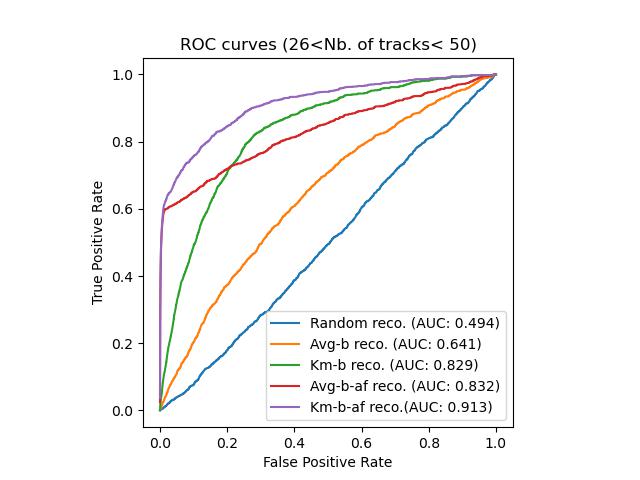 ROC curves (26<Nb. of tracks< 50)
1.0
0.8
0.6
0.4
0.2
0.0
True Positive Rate
Random reco. (AUC: 0.494)
Avg-b reco. (AUC: 0.641)
Km-b reco. (AUC: 0.829)
Avg-b-af reco. (AUC: 0.832)
Km-b-af reco.(AUC: 0.913)
0.0 0.2 0.4 0.6 0.8 1.0
False Positive Rate